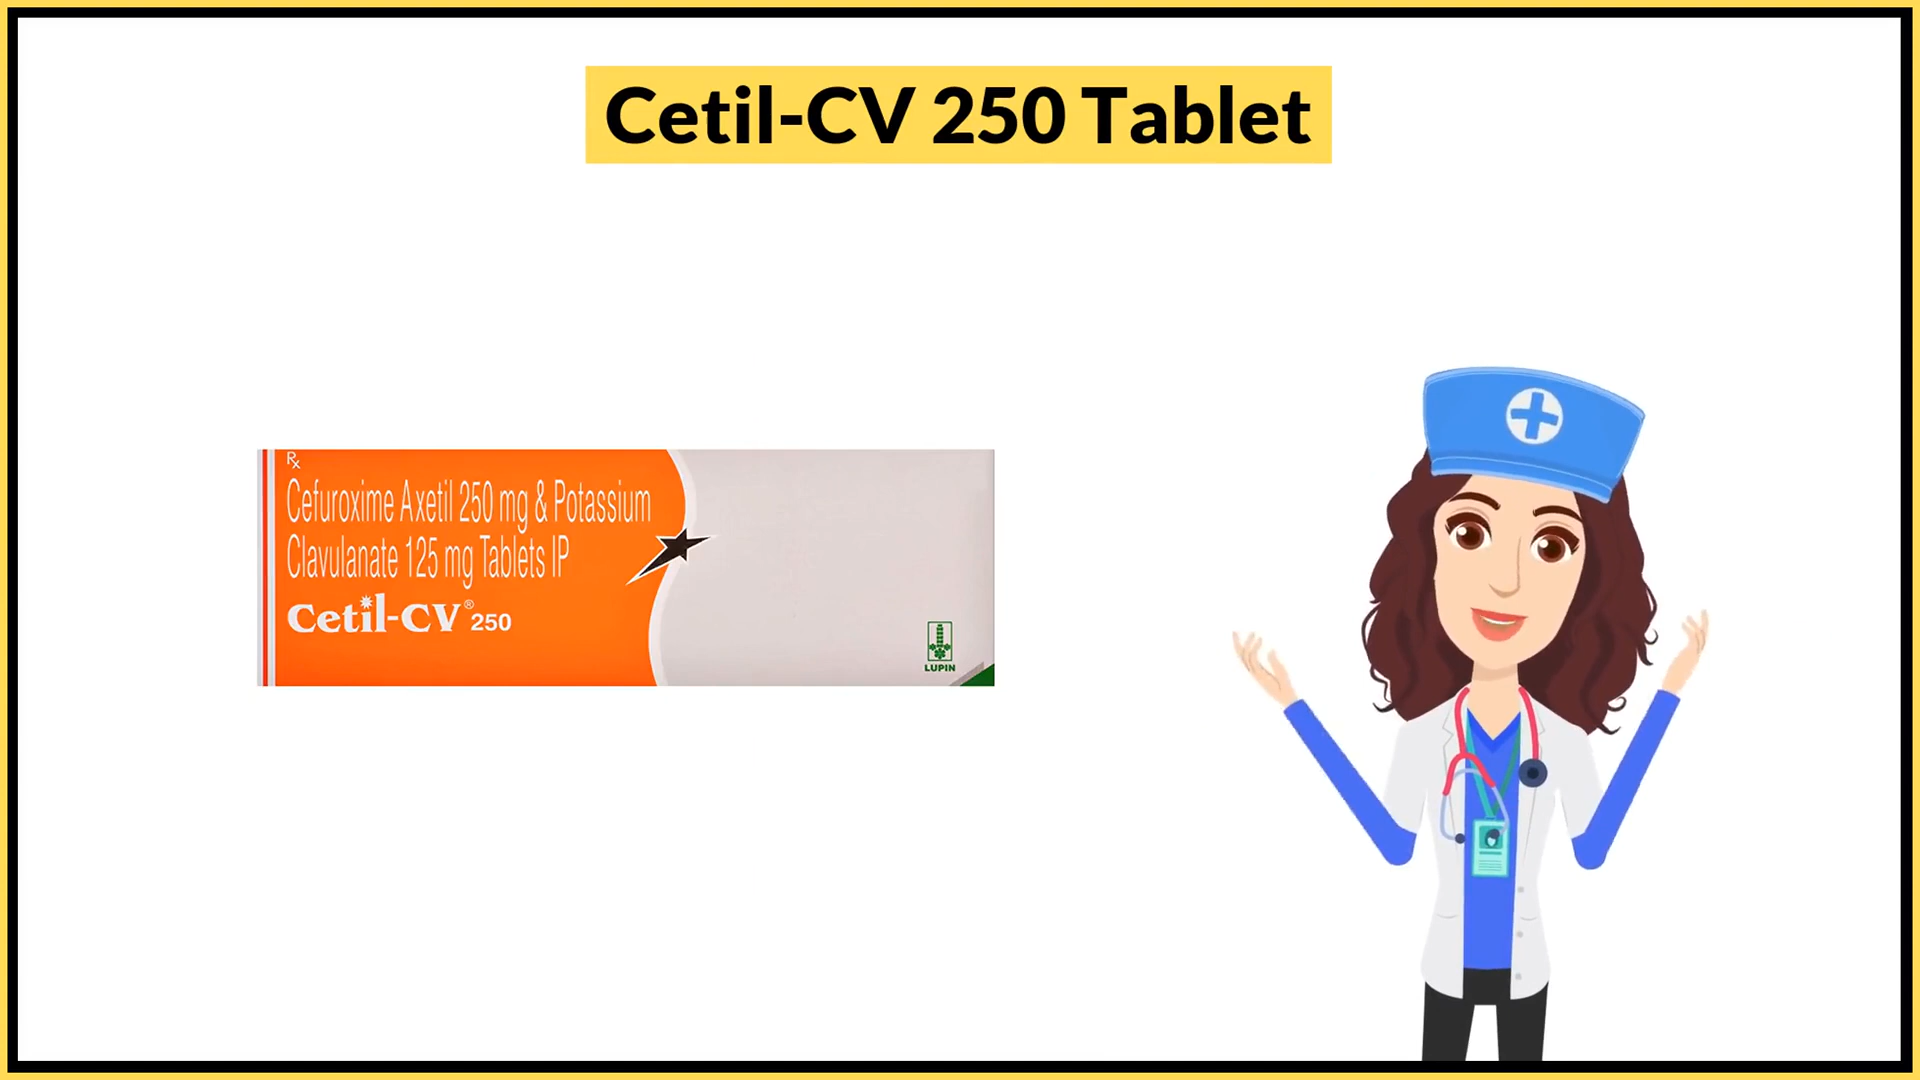 Cetil-CV 250 Tablet
Rx
Cefuroxime Axetil 250 mg & Potassium
Clavulanate 125 mg Tablets IP
Cetil-CV® 250
LUPIN